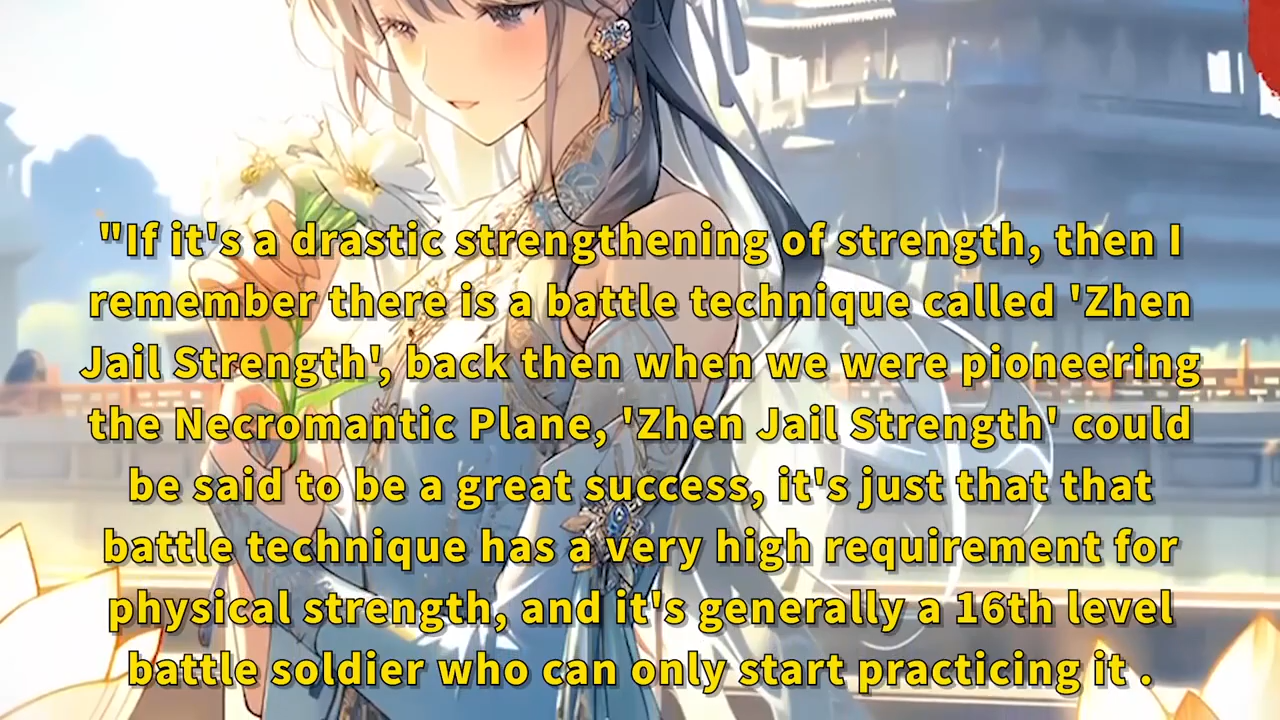 "If it's a drastic strengthening of strength, then I
remember there is a battle technique called 'Zhen
Jail Strength', back then when we were pioneering
the Necromantic Plane, 'Zhen Jail Strength' could
be said to be a great success, it's just that that
battle technique has a very high requirement for
physical strength, and it's generally a 16th level
battle soldier who can only start practicing it .